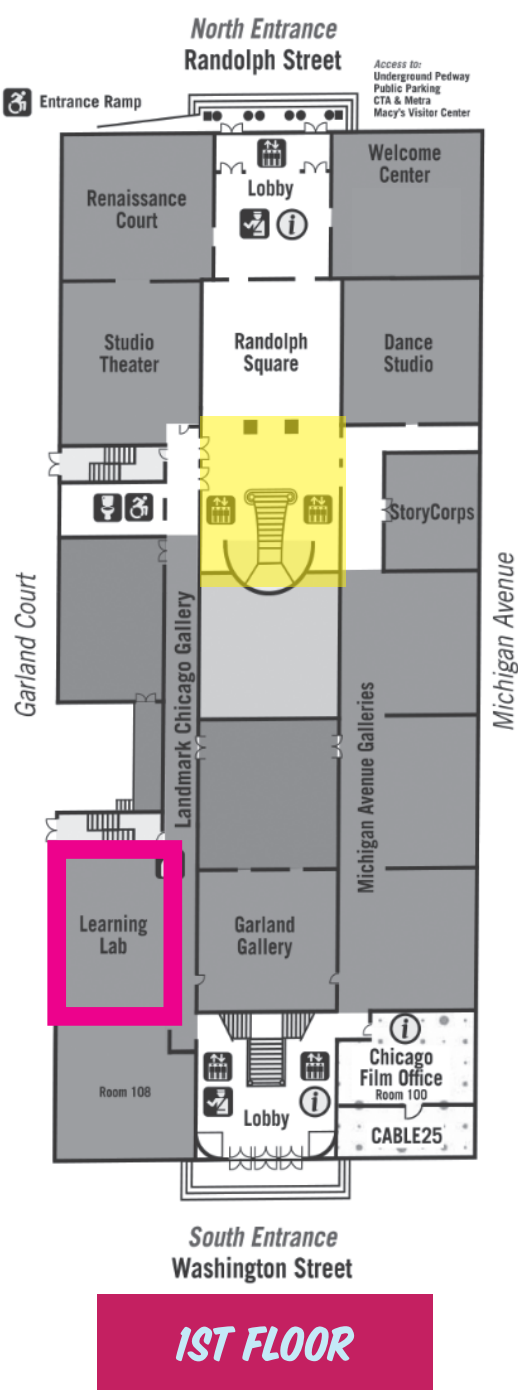 North Entrance
Randolph Street
Access to:
Underground Pedway
Public Parking
CTA & Metra
Macy's Visitor Center
Entrance Ramp
Welcome
Center
Lobby
Renaissance
Court
i
Studio
Theater
Randolph
Square
Dance
Studio
StoryCorps
Garland Court
Michigan Avenue
Landmark Chicago Gallery
Michigan Avenue Galleries
Learning
Lab
Garland
Gallery
i
Chicago
Film Office
Room 100
Room 108
i
Lobby
CABLE25
South Entrance
Washington Street
1ST FLOOR